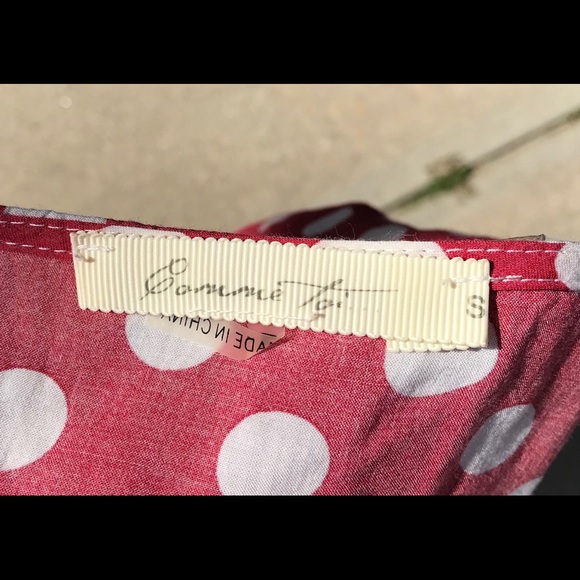 Comme toi....
S
ADE IN CHINA